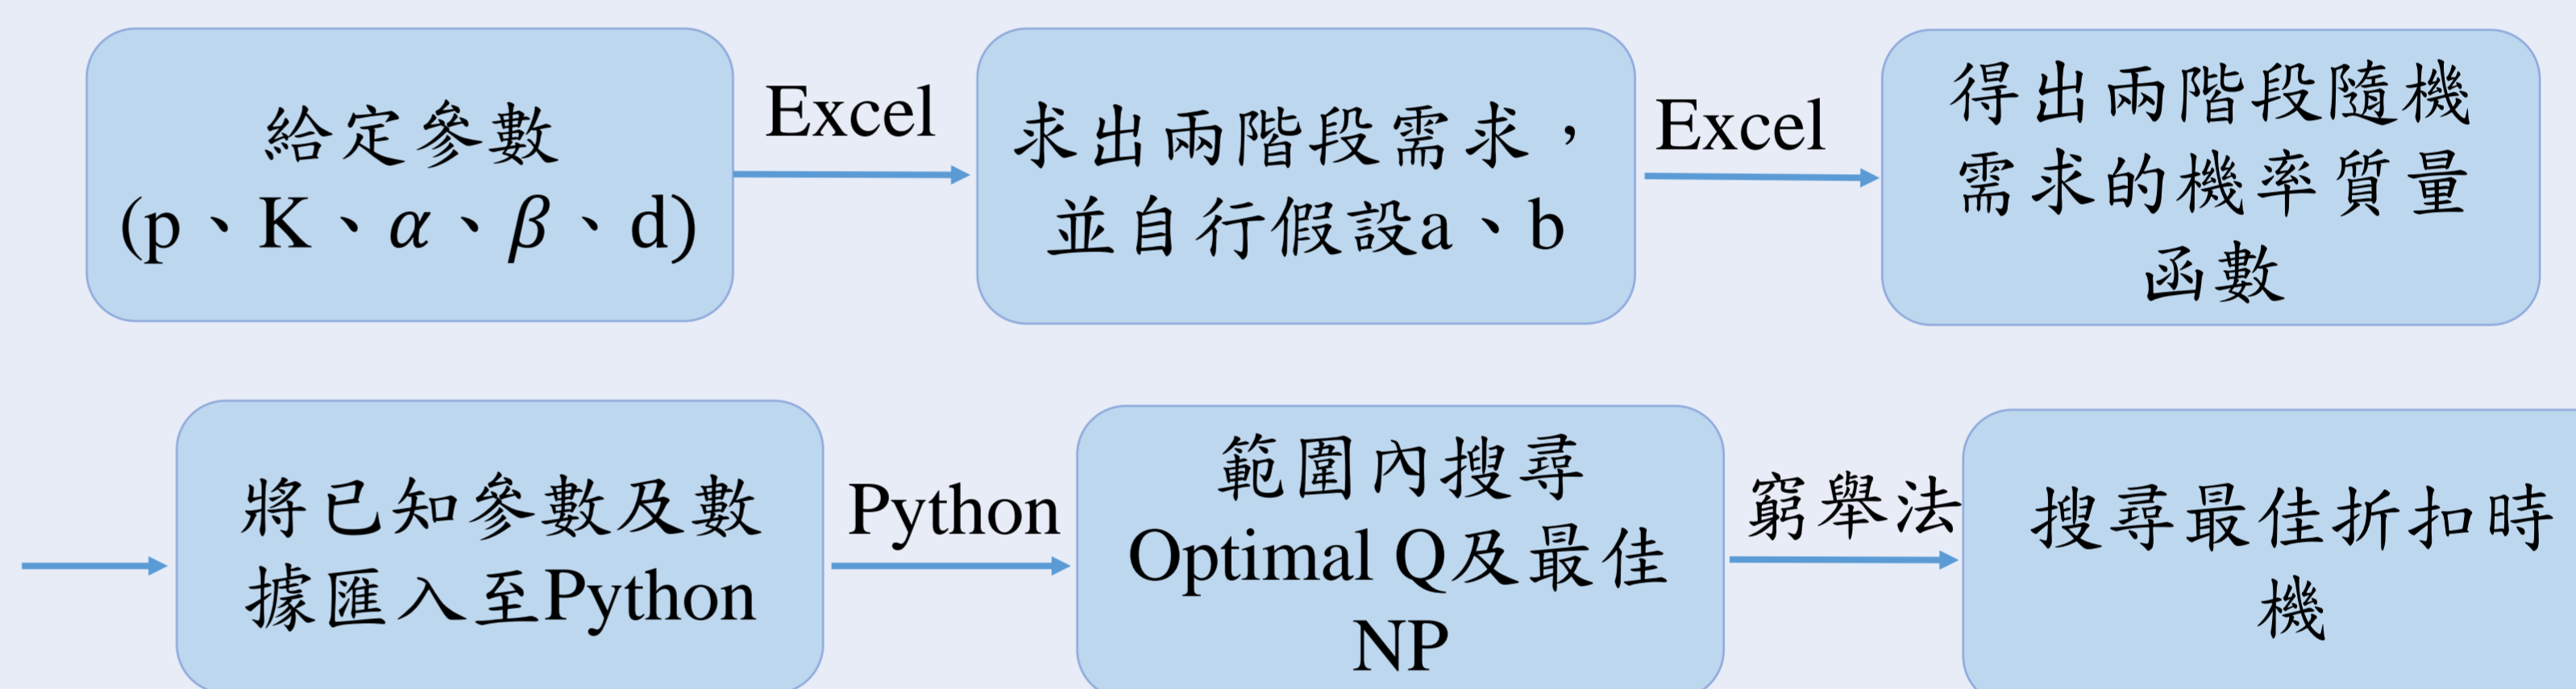 給定參數
(p、K、α、β、d)
Excel
求出兩階段需求，
並自行假設a、b
Excel
得出兩階段隨機
需求的機率質量
函數
將已知參數及數
據匯入至Python
Python
範圍內搜尋
Optimal Q及最佳
NP
窮舉法
搜尋最佳折扣時
機